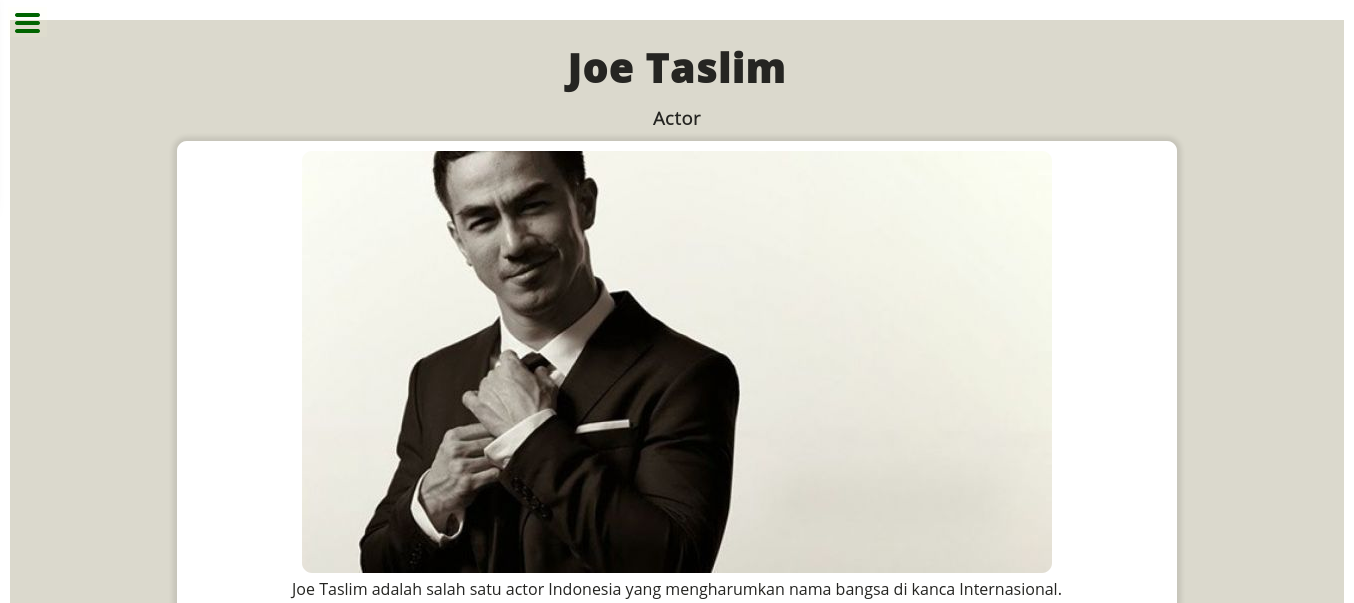 Joe Taslim
Actor
Joe Taslim adalah salah satu actor Indonesia yang mengharumkan nama bangsa di kanca Internasional.